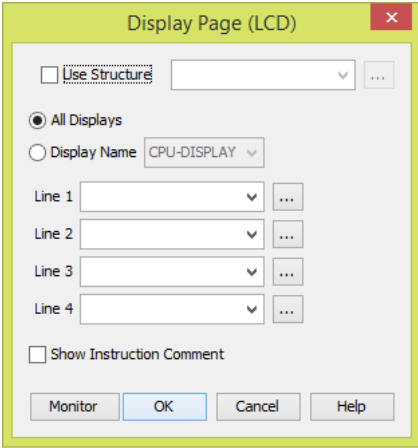 Display Page (LCD)
Use Structure
...
All Displays
Display Name CPU-DISPLAY
Line 1 ...
Line 2 ...
Line 3 ...
Line 4 ...
Show Instruction Comment
Monitor OK Cancel Help